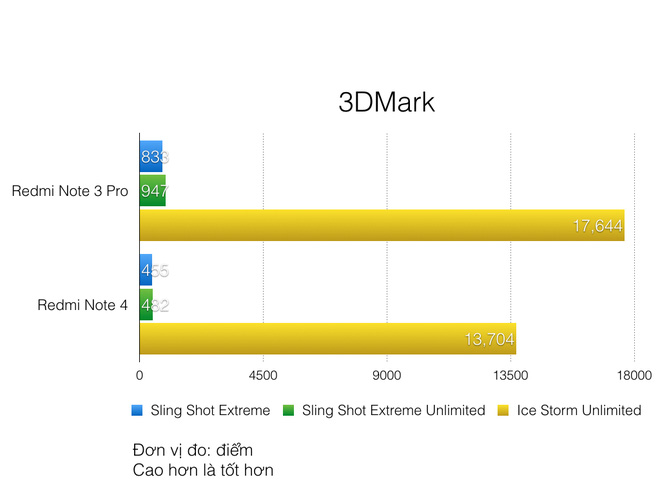 3DMark
833
Redmi Note 3 Pro
947
17,644
455
Redmi Note 4
482
13,704
0 4500 9000 13500 18000
Sling Shot Extreme Sling Shot Extreme Unlimited Ice Storm Unlimited
Đơn vị đo: điểm
Cao hơn là tốt hơn